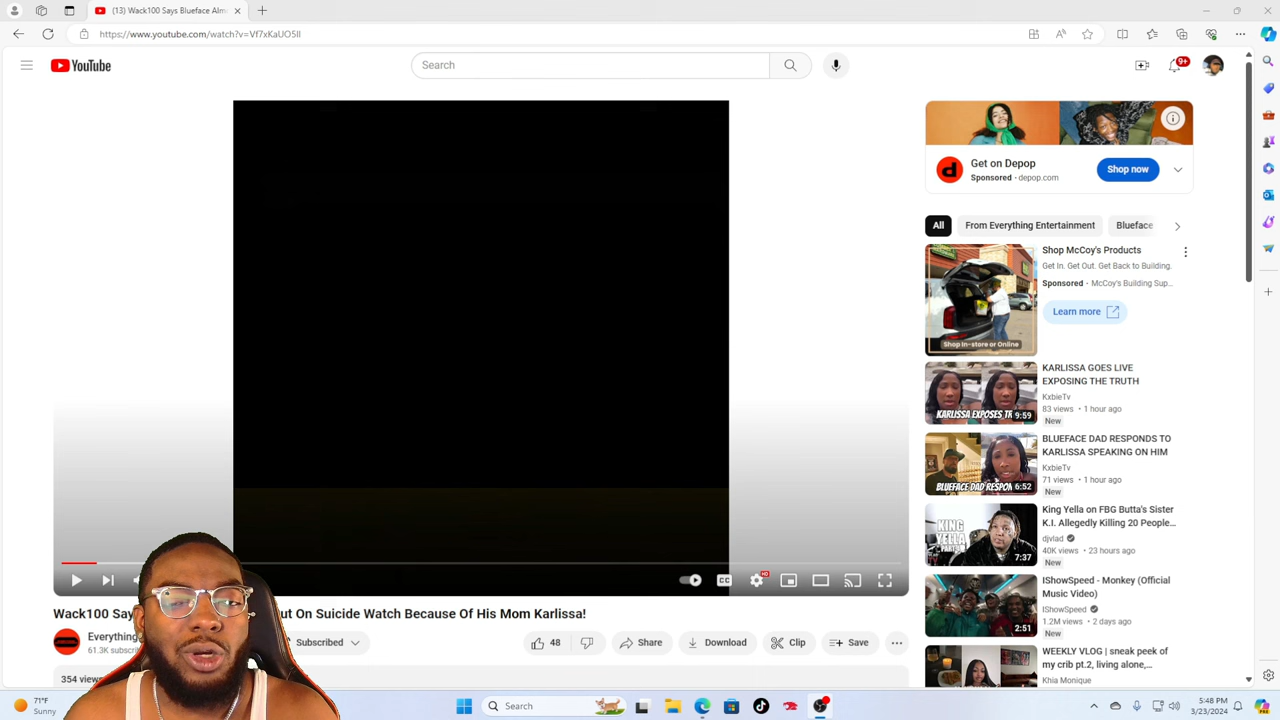 (13) Wack100 Says Blueface Alm
https://www.youtube.com/watch?v=Vf7xKaUO5lI
YouTube
Search
9+
Get on Depop
Sponsored · depop.com
Shop now
All
From Everything Entertainment
Blueface
Shop McCoy's Products
Get In. Get Out. Get Back to Building.
Sponsored · McCoy's Building Sup...
Learn more
Shop In-store or Online
KARLISSA GOES LIVE
EXPOSING THE TRUTH
KxbieTv
83 views • 1 hour ago
New
KARLISSA EXPOSES TR
9:59
BLUEFACE DAD RESPONDS TO
KARLISSA SPEAKING ON HIM
KxbieTv
71 views • 1 hour ago
New
BLUEFACE DAD RESPON
6:52
King Yella on FBG Butta's Sister
K.I. Allegedly Killing 20 People...
djvlad
40K views • 23 hours ago
New
KING
YELLA
PART
7:37
IShowSpeed - Monkey (Official
Music Video)
IShowSpeed
1.2M views • 2 days ago
New
2:51
WEEKLY VLOG | sneak peek of
my crib pt.2, living alone,...
Khia Monique
CC
HD
Wack100 Say
ut On Suicide Watch Because Of His Mom Karlissa!
Everything
61.3K subscri
Subscribed
48
Share
Download
Clip
Save
354 views
71°F
Sunny
Search
5:48 PM
3/23/2024